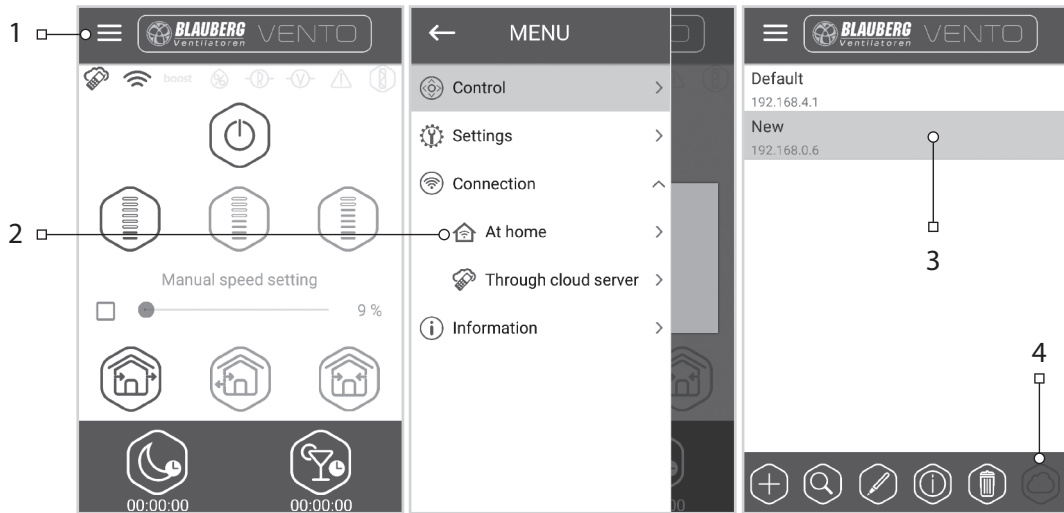 1
BLAUBERG VENTO
Ventilatoren
boost
Manual speed setting
9 %
00:00:00 00:00:00
2
MENU
Control
Settings
Connection
At home
Through cloud server
Information
BLAUBERG VENTO
Ventilatoren
Default
192.168.4.1
New
192.168.0.6
3
4